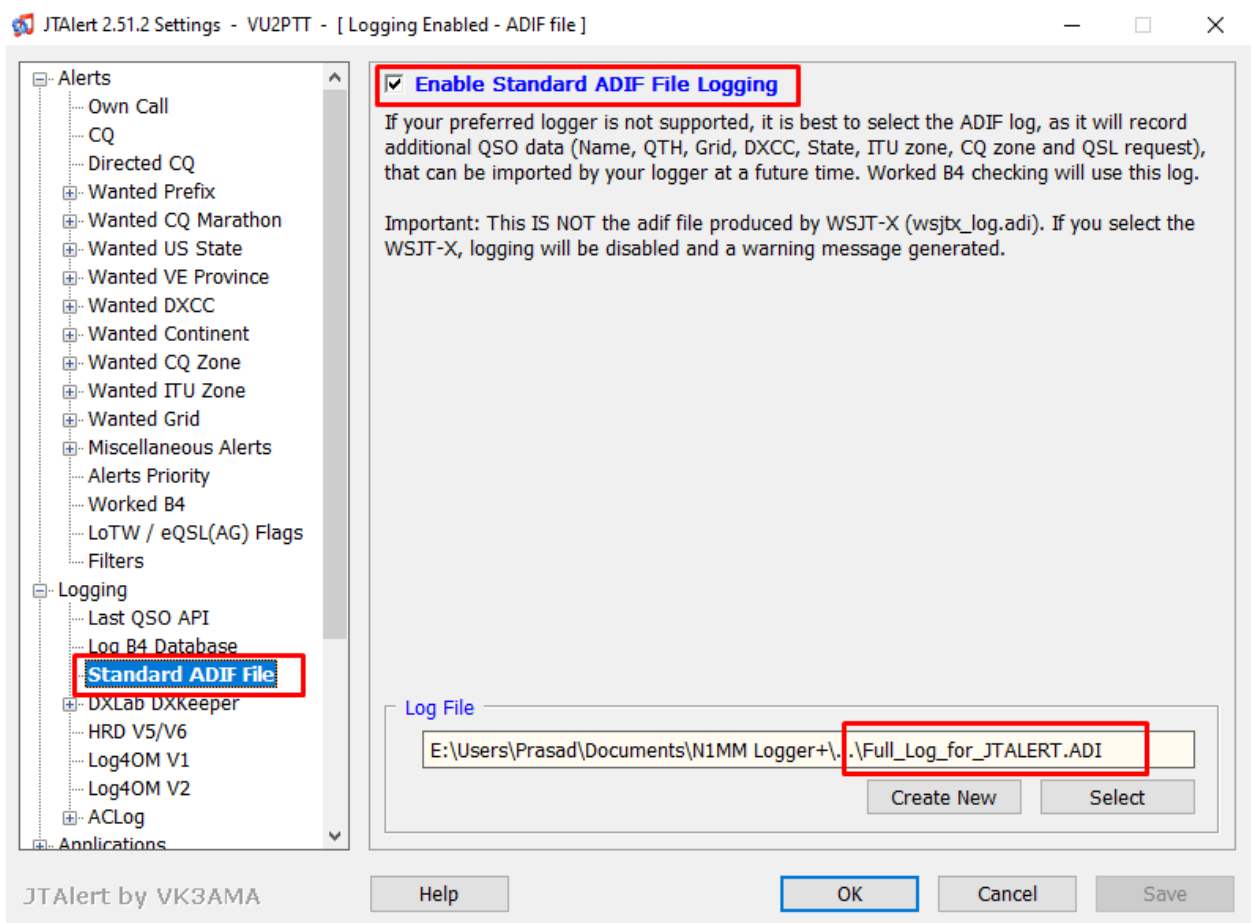 JTAlert 2.51.2 Settings - VU2PTT - [ Logging Enabled - ADIF file ]
Alerts
Own Call
CQ
Directed CQ
Wanted Prefix
Wanted CQ Marathon
Wanted US State
Wanted VE Province
Wanted DXCC
Wanted Continent
Wanted CQ Zone
Wanted ITU Zone
Wanted Grid
Miscellaneous Alerts
Alerts Priority
Worked B4
LoTW / eQSL(AG) Flags
Filters
Logging
Last QSO API
Log B4 Database
Standard ADIF File
DXLab DXKeeper
HRD V5/V6
Log4OM V1
Log4OM V2
ACLog
Applications
Enable Standard ADIF File Logging
If your preferred logger is not supported, it is best to select the ADIF log, as it will record
additional QSO data (Name, QTH, Grid, DXCC, State, ITU zone, CQ zone and QSL request),
that can be imported by your logger at a future time. Worked B4 checking will use this log.
Important: This IS NOT the adif file produced by WSJT-X (wsjtx_log.adi). If you select the
WSJT-X, logging will be disabled and a warning message generated.
Log File
E:\Users\Prasad\Documents\N1MM Logger+\...\Full_Log_for_JTALERT.ADI
Create New
Select
JTAlert by VK3AMA
Help
OK
Cancel
Save